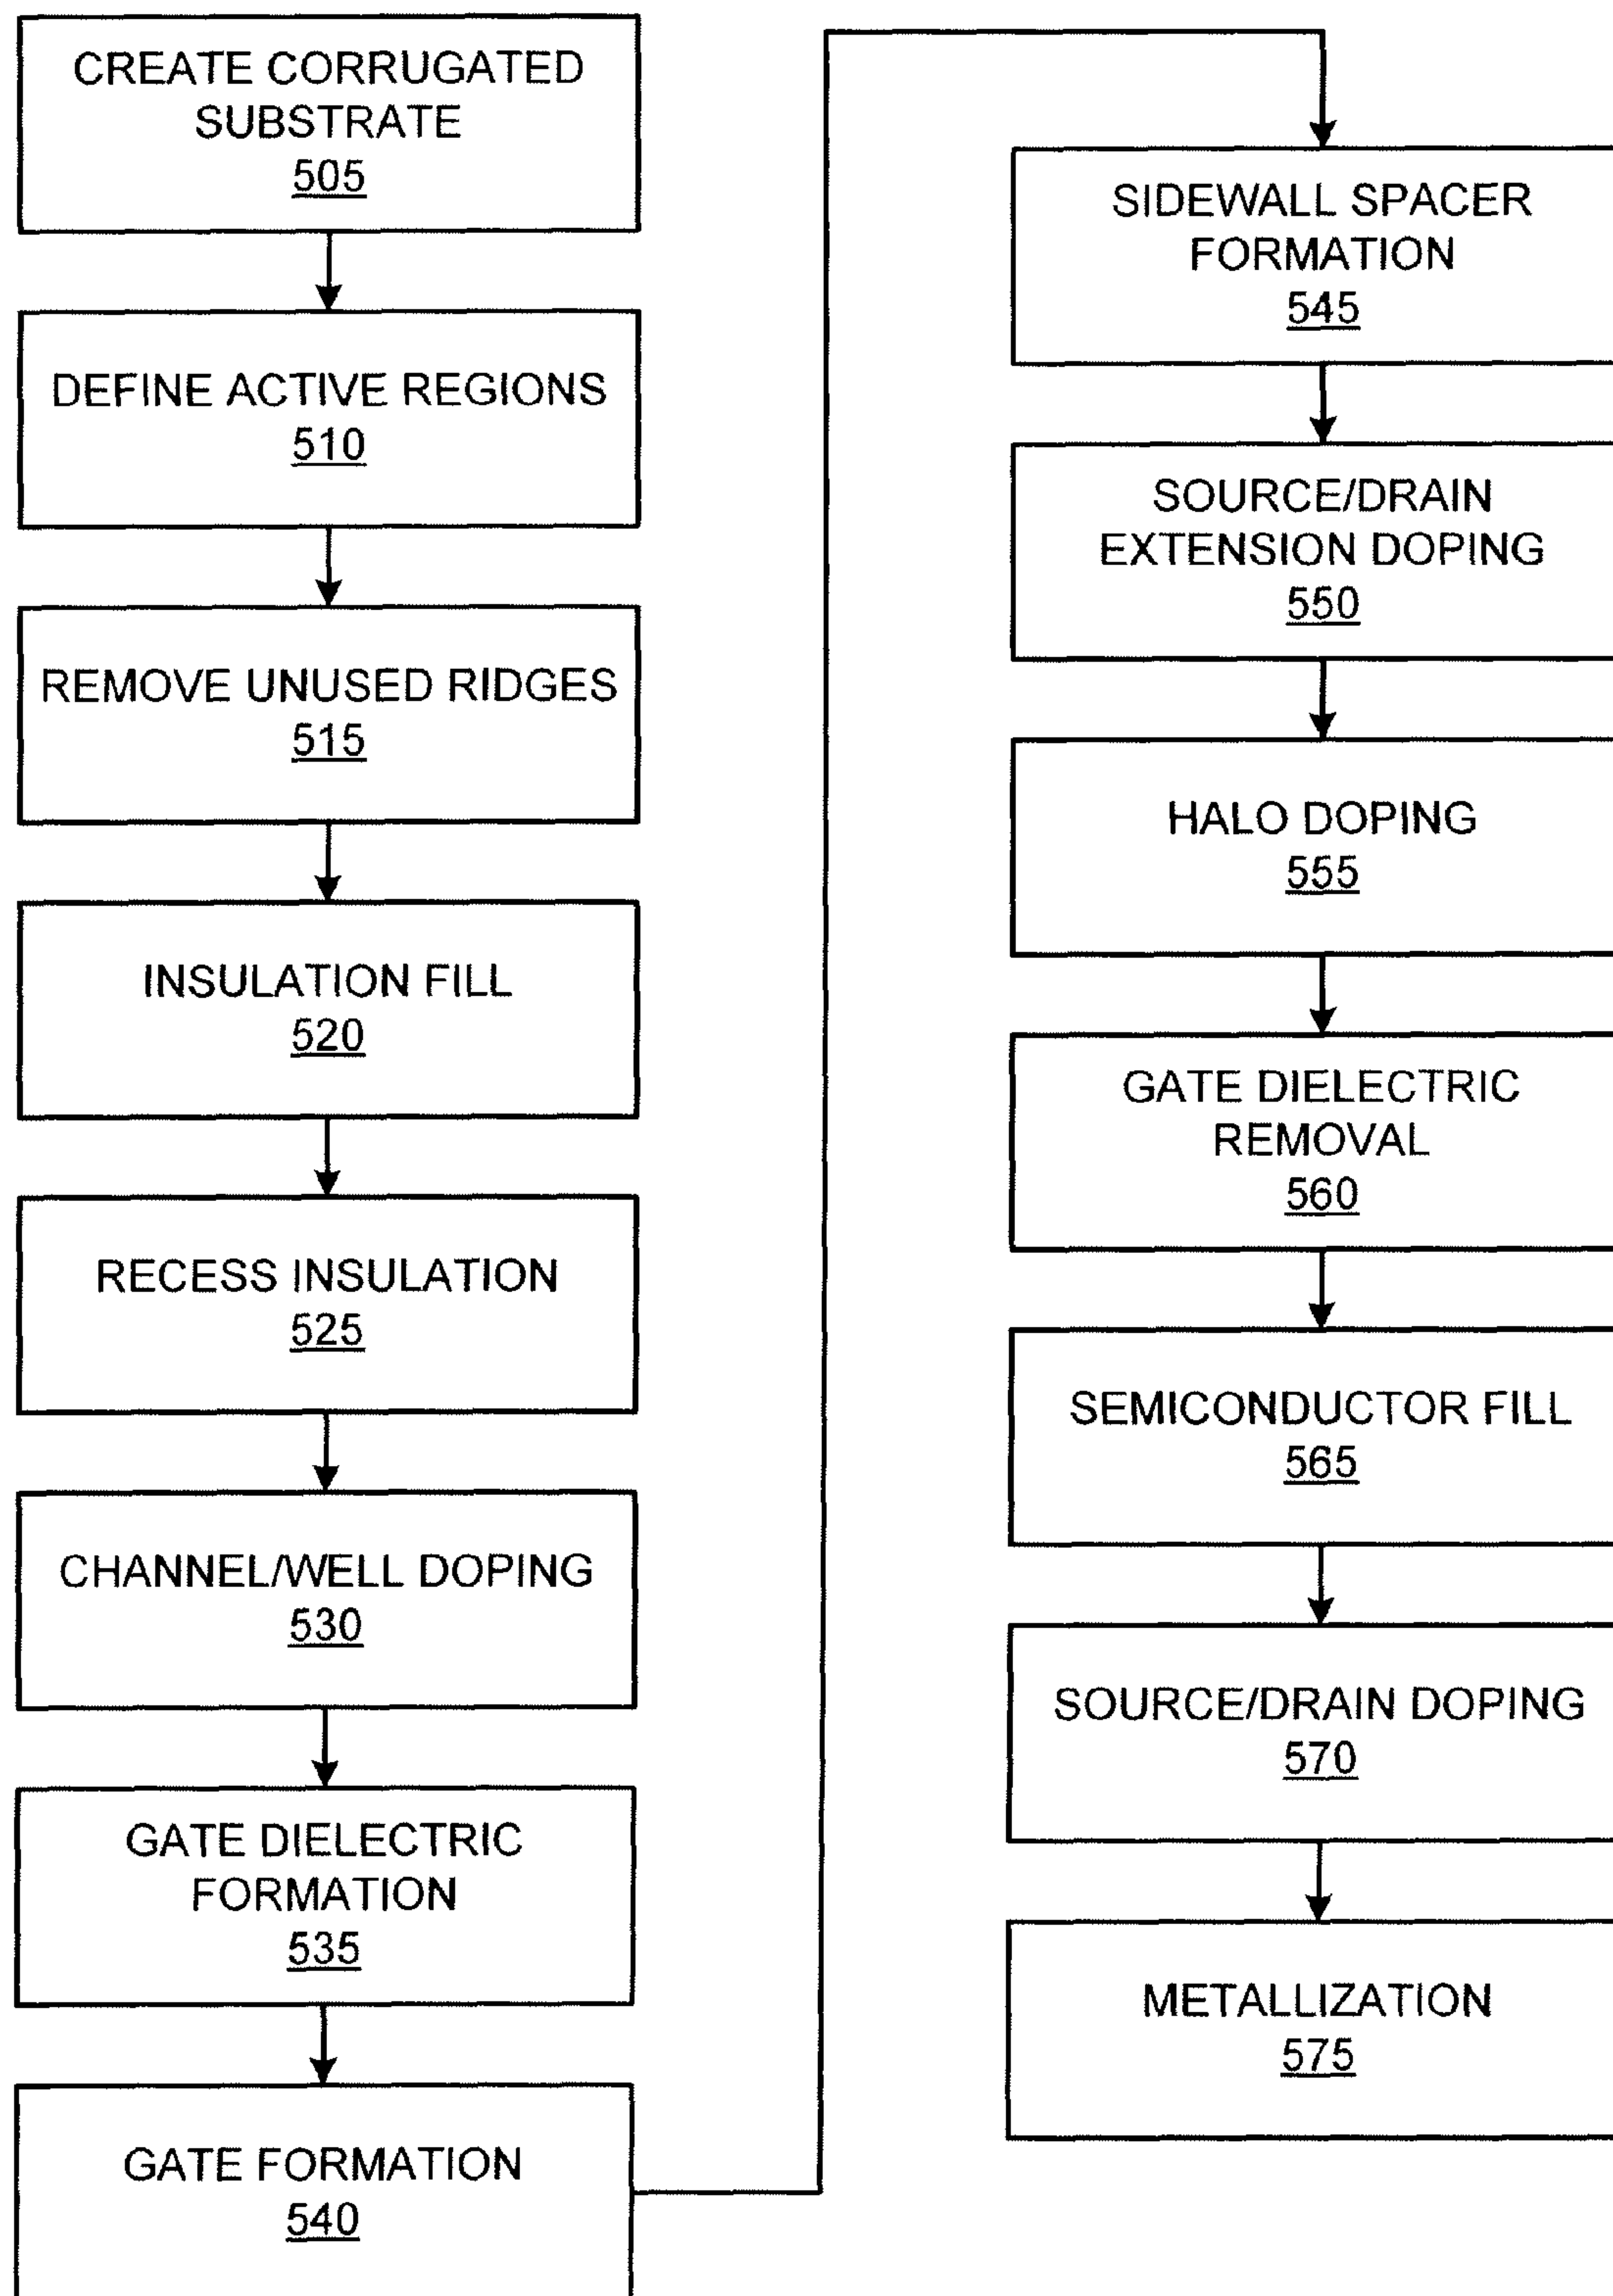 CREATE CORRUGATED
SUBSTRATE
505
DEFINE ACTIVE REGIONS
510
REMOVE UNUSED RIDGES
515
INSULATION FILL
520
RECESS INSULATION
525
CHANNEL/WELL DOPING
530
GATE DIELECTRIC
FORMATION
535
GATE FORMATION
540
SIDEWALL SPACER
FORMATION
545
SOURCE/DRAIN
EXTENSION DOPING
550
HALO DOPING
555
GATE DIELECTRIC
REMOVAL
560
SEMICONDUCTOR FILL
565
SOURCE/DRAIN DOPING
570
METALLIZATION
575